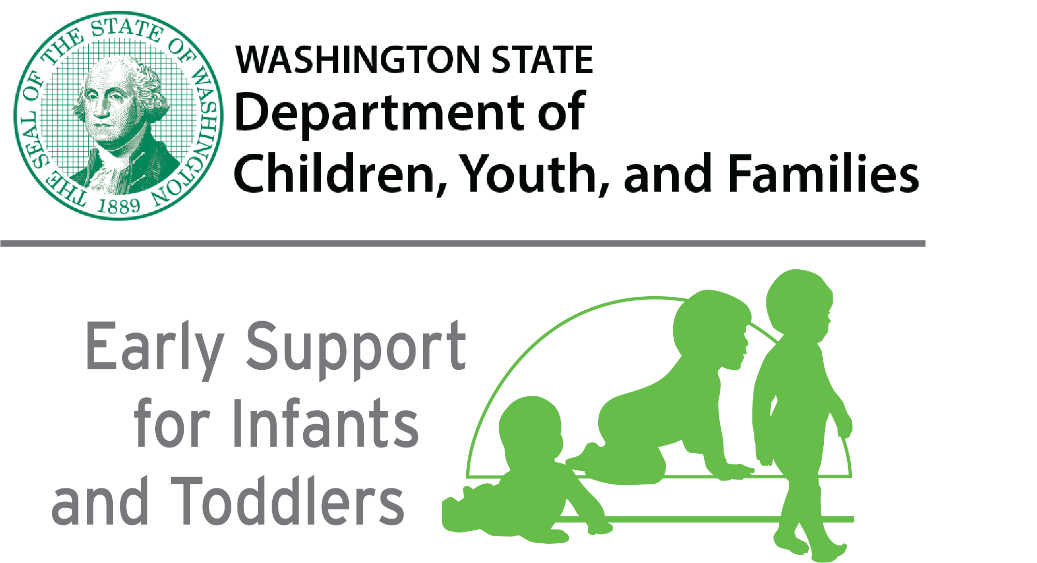 THE SEAL OF THE STATE OF WASHINGTON
1889
WASHINGTON STATE
Department of
Children, Youth, and Families
Early Support
for Infants
and Toddlers